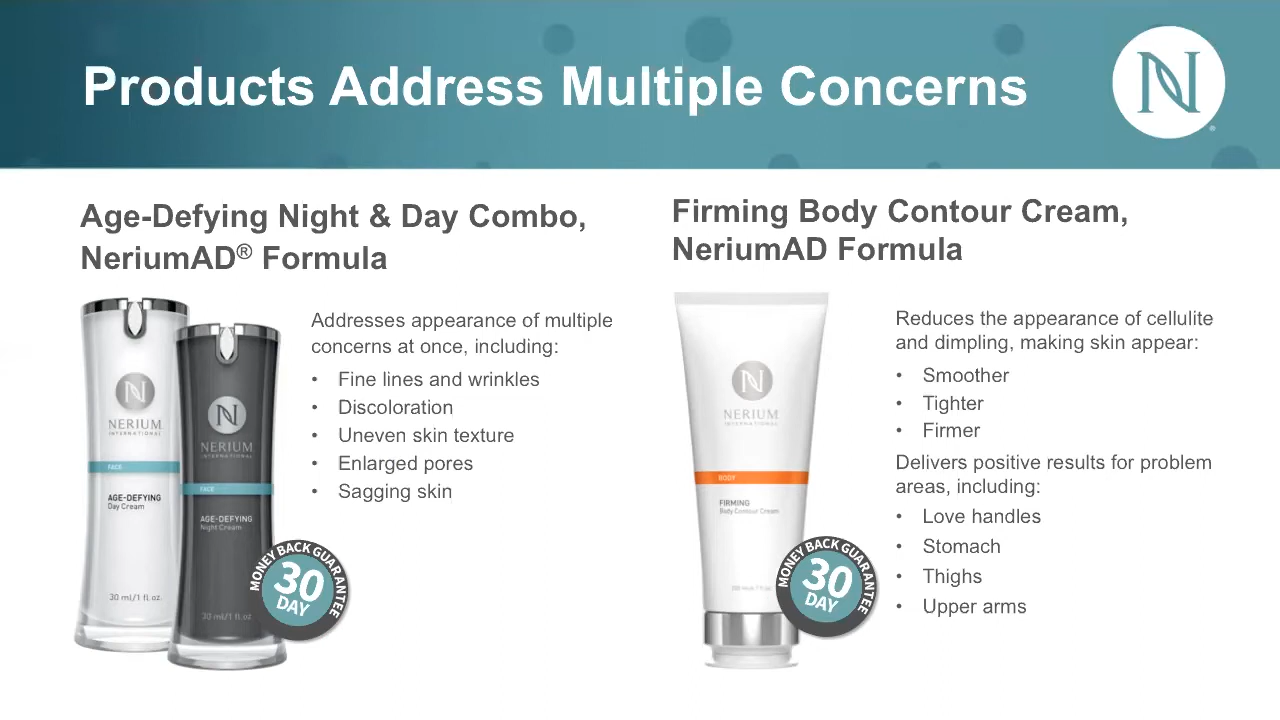 Products Address Multiple Concerns
N
®
Age-Defying Night & Day Combo,
NeriumAD® Formula
N
NERIUM
INTERNATIONAL
FACE
AGE-DEFYING
Day Cream
30 ml/1 fl.oz.
N
NERIUM
INTERNATIONAL
FACE
AGE-DEFYING
Night Cream
30 ml/1 fl.oz
MONEY BACK GUARANTEE
30
DAY
Addresses appearance of multiple
concerns at once, including:
• Fine lines and wrinkles
• Discoloration
• Uneven skin texture
• Enlarged pores
• Sagging skin
Firming Body Contour Cream,
NeriumAD Formula
N
NERIUM
INTERNATIONAL
BODY
FIRMING
Body Contour Cream
MONEY BACK GUARANTEE
30
DAY
Reduces the appearance of cellulite
and dimpling, making skin appear:
• Smoother
• Tighter
• Firmer
Delivers positive results for problem
areas, including:
• Love handles
• Stomach
• Thighs
• Upper arms